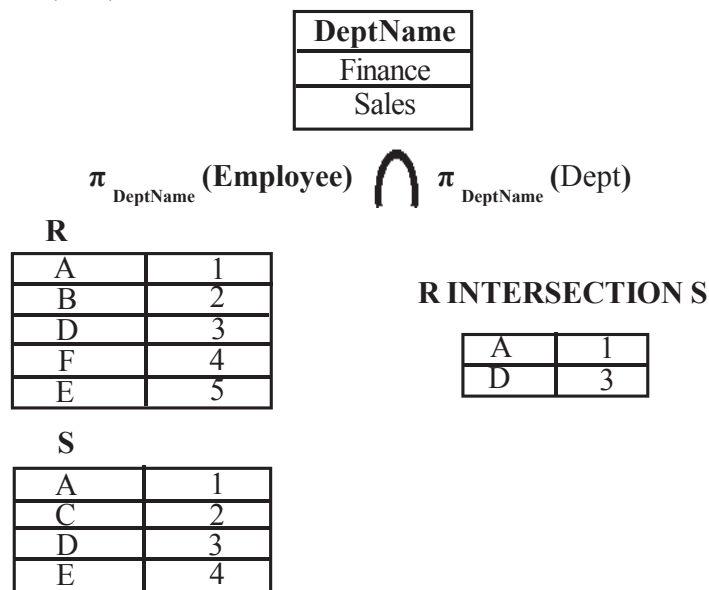 DeptName
Finance
Sales
π DeptName (Employee) ⋂ π DeptName (Dept)
R
A 1
B 2
D 3
F 4
E 5
R INTERSECTION S
A 1
D 3
S
A 1
C 2
D 3
E 4